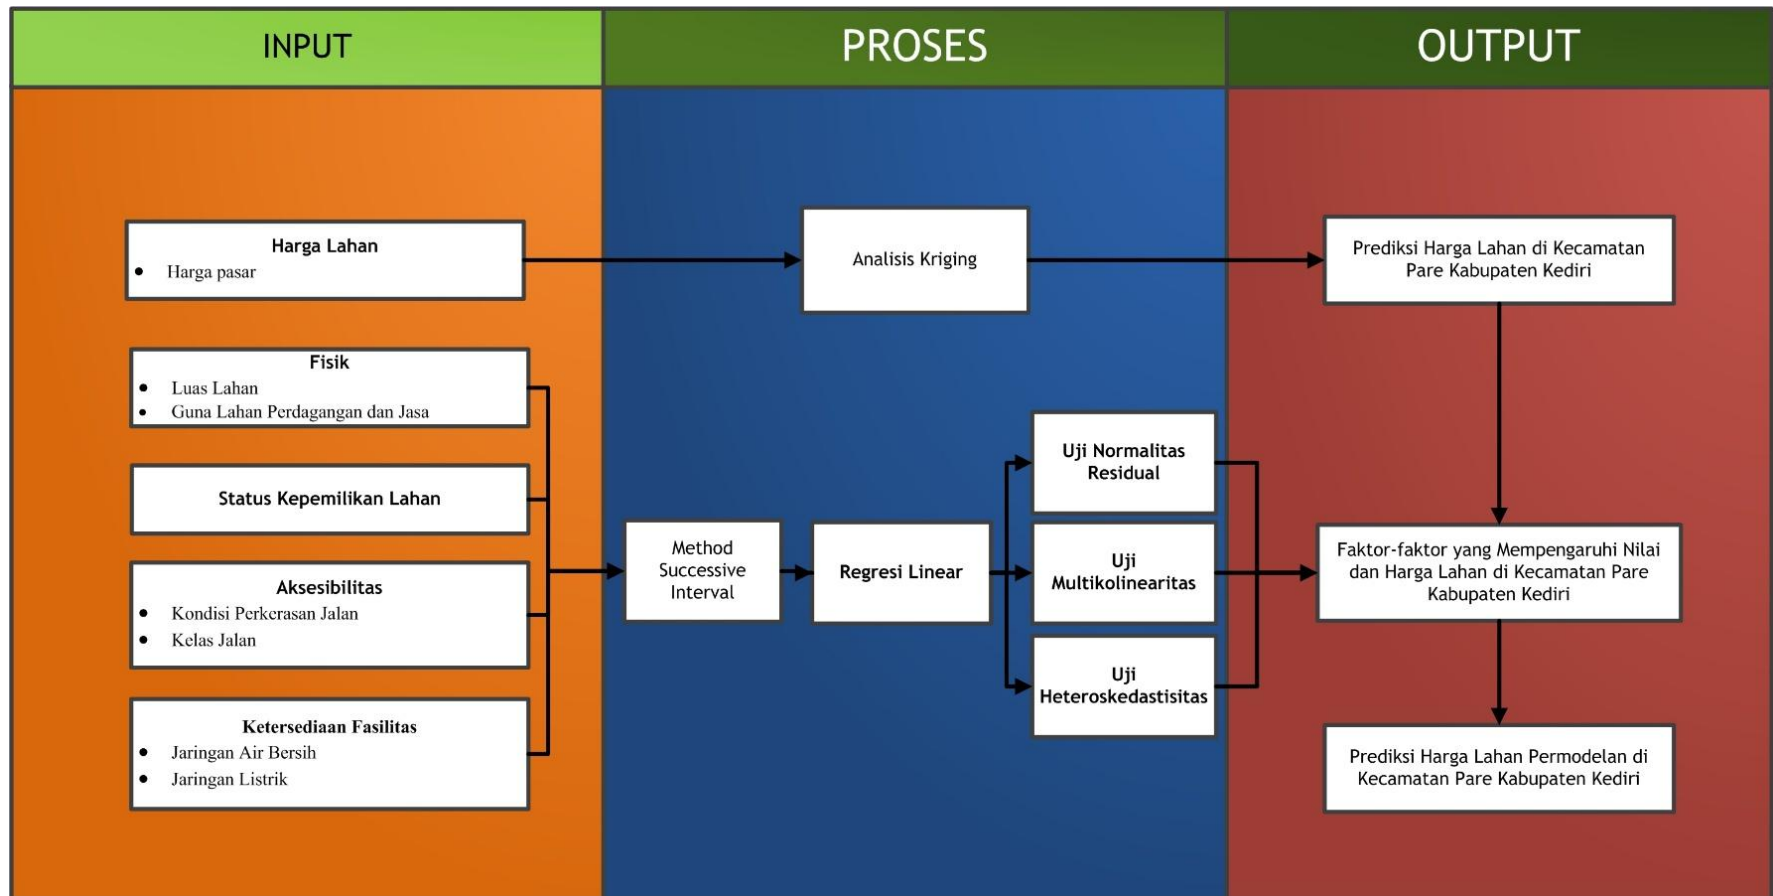 INPUT
PROSES
OUTPUT
Harga Lahan
• Harga pasar
Analisis Kriging
Prediksi Harga Lahan di Kecamatan
Pare Kabupaten Kediri
Fisik
• Luas Lahan
• Guna Lahan Perdagangan dan Jasa
Status Kepemilikan Lahan
Aksesibilitas
• Kondisi Perkerasan Jalan
• Kelas Jalan
Ketersediaan Fasilitas
• Jaringan Air Bersih
• Jaringan Listrik
Method
Successive
Interval
Regresi Linear
Uji Normalitas
Residual
Uji
Multikolinearitas
Uji
Heteroskedastisitas
Faktor-faktor yang Mempengaruhi Nilai
dan Harga Lahan di Kecamatan Pare
Kabupaten Kediri
Prediksi Harga Lahan Permodelan di
Kecamatan Pare Kabupaten Kediri